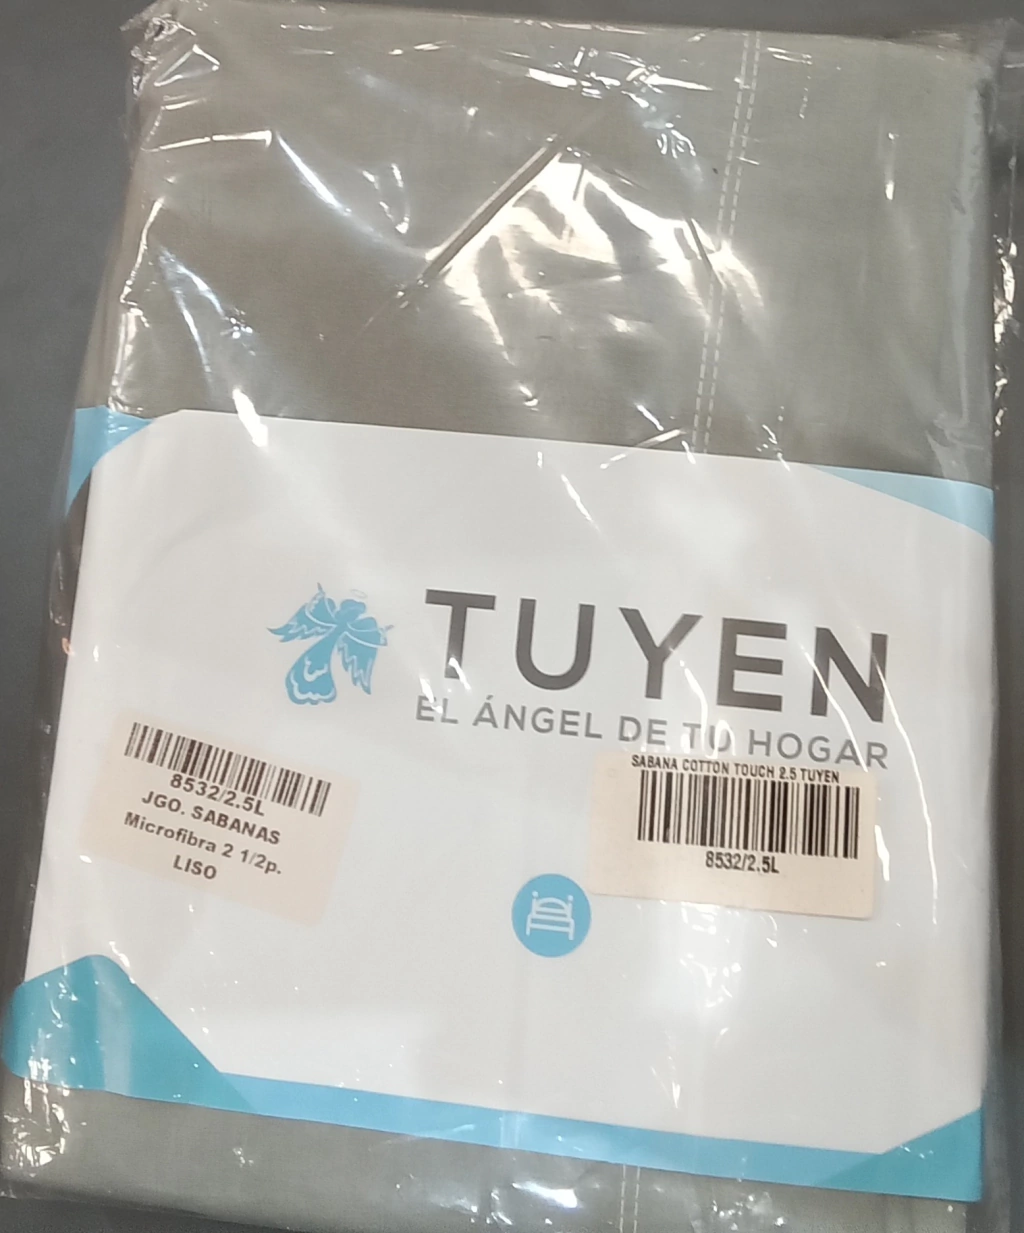 TUYEN
EL ÁNGEL DE TU HOGAR
8532/2.5L
JGO. SABANAS
Microfibra 2 1/2p.
LISO
SABANA COTTON TOUCH 2.5 TUYEN
8532/2.5L